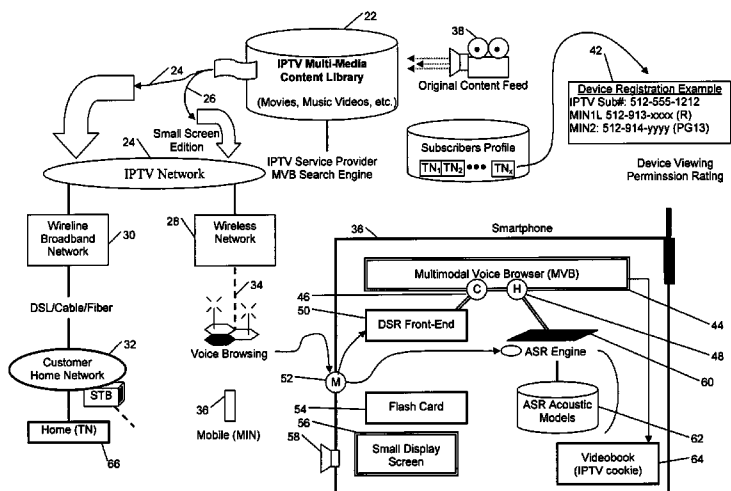 22
38
42
IPTV Multi-Media
Content Library
(Movies, Music Videos, etc.)
Original Content Feed
Device Registration Example
IPTV Sub#: 512-555-1212
MIN1L 512-913-xxxx (R)
MIN2: 512-914-yyyy (PG13)
24
26
Small Screen
Edition
IPTV Service Provider
MVB Search Engine
Subscribers Profile
TN1 TN2 ••• TNx
Device Viewing
Perminssion Rating
24
IPTV Network
Wireline
Broadband
Network
30
28
Wireless
Network
34
DSL/Cable/Fiber
Voice Browsing
32
Customer
Home Network
STB
Home (TN)
66
36
Mobile (MIN)
36
Smartphone
Multimodal Voice Browser (MVB)
46
C
H
44
50
DSR Front-End
48
ASR Engine
60
52
M
54
Flash Card
ASR Acoustic
Models
62
56
58
Small Display
Screen
Videobook
(IPTV cookie)
64